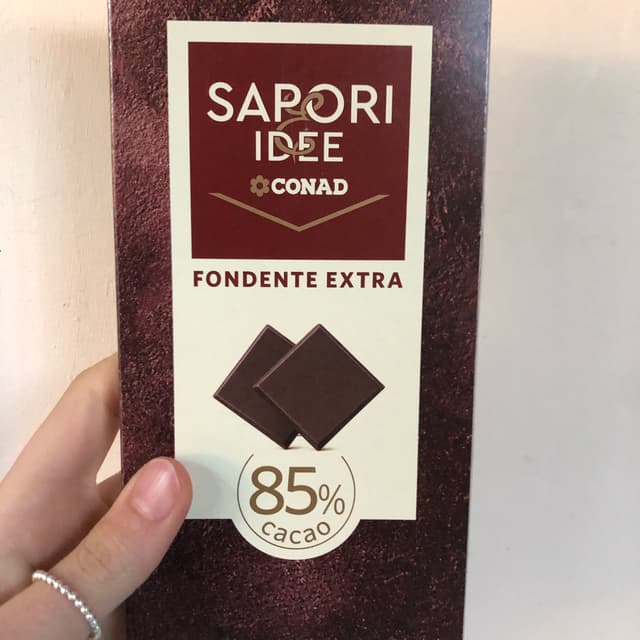 SAPORI
&
IDEE
CONAD
FONDENTE EXTRA
85%
cacao